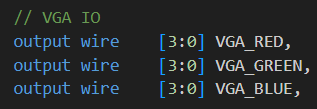 // VGA IO
output wire [3:0] VGA_RED,
output wire [3:0] VGA_GREEN,
output wire [3:0] VGA_BLUE,